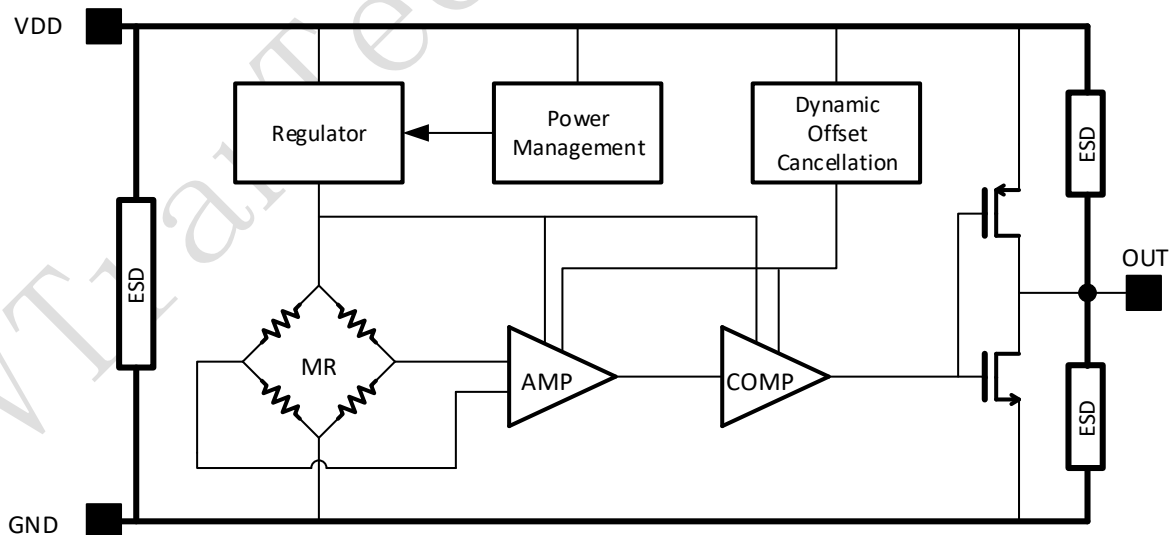 VDD
Regulator
Power
Management
Dynamic
Offset
Cancellation
ESD
ESD
OUT
MR
AMP
COMP
ESD
GND